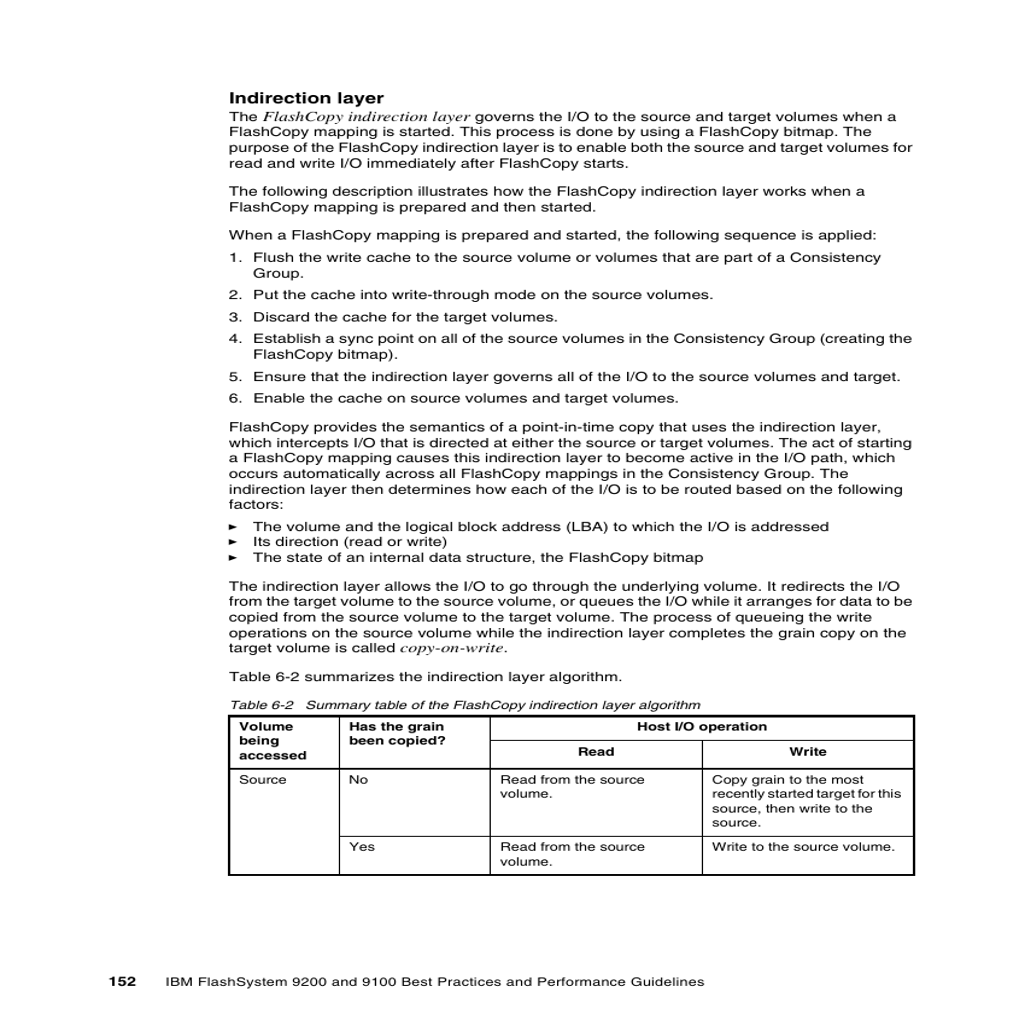 Indirection layer
The FlashCopy indirection layer governs the I/O to the source and target volumes when a
FlashCopy mapping is started. This process is done by using a FlashCopy bitmap. The
purpose of the FlashCopy indirection layer is to enable both the source and target volumes for
read and write I/O immediately after FlashCopy starts.
The following description illustrates how the FlashCopy indirection layer works when a
FlashCopy mapping is prepared and then started.
When a FlashCopy mapping is prepared and started, the following sequence is applied:
1. Flush the write cache to the source volume or volumes that are part of a Consistency
Group.
2. Put the cache into write-through mode on the source volumes.
3. Discard the cache for the target volumes.
4. Establish a sync point on all of the source volumes in the Consistency Group (creating the
FlashCopy bitmap).
5. Ensure that the indirection layer governs all of the I/O to the source volumes and target.
6. Enable the cache on source volumes and target volumes.
FlashCopy provides the semantics of a point-in-time copy that uses the indirection layer,
which intercepts I/O that is directed at either the source or target volumes. The act of starting
a FlashCopy mapping causes this indirection layer to become active in the I/O path, which
occurs automatically across all FlashCopy mappings in the Consistency Group. The
indirection layer then determines how each of the I/O is to be routed based on the following
factors:
► The volume and the logical block address (LBA) to which the I/O is addressed
► Its direction (read or write)
► The state of an internal data structure, the FlashCopy bitmap
The indirection layer allows the I/O to go through the underlying volume. It redirects the I/O
from the target volume to the source volume, or queues the I/O while it arranges for data to be
copied from the source volume to the target volume. The process of queueing the write
operations on the source volume while the indirection layer completes the grain copy on the
target volume is called copy-on-write.
Table 6-2 summarizes the indirection layer algorithm.
Table 6-2 Summary table of the FlashCopy indirection layer algorithm
Volume
being
accessed
Has the grain
been copied?
Host I/O operation
Read
Write
Source
No
Read from the source
volume.
Copy grain to the most
recently started target for this
source, then write to the
source.
Yes
Read from the source
volume.
Write to the source volume.
152 IBM FlashSystem 9200 and 9100 Best Practices and Performance Guidelines